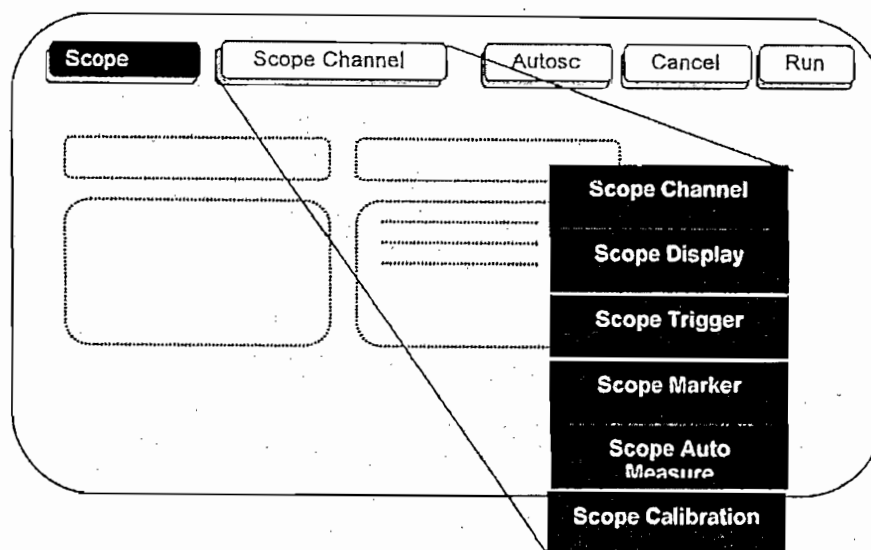 Scope Scope Channel Autosc Cancel Run
Scope Channel
Scope Display
Scope Trigger
Scope Marker
Scope Auto
Measure
Scope Calibration